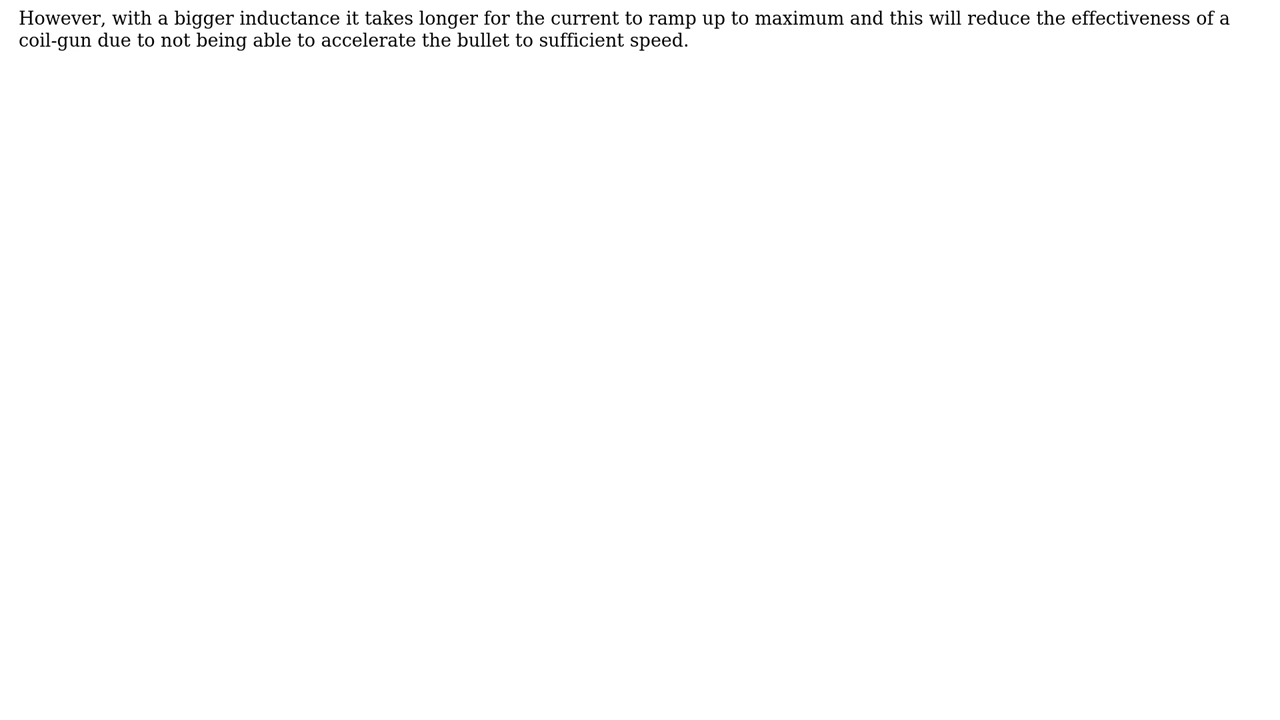 However, with a bigger inductance it takes longer for the current to ramp up to maximum and this will reduce the effectiveness of a
coil-gun due to not being able to accelerate the bullet to sufficient speed.